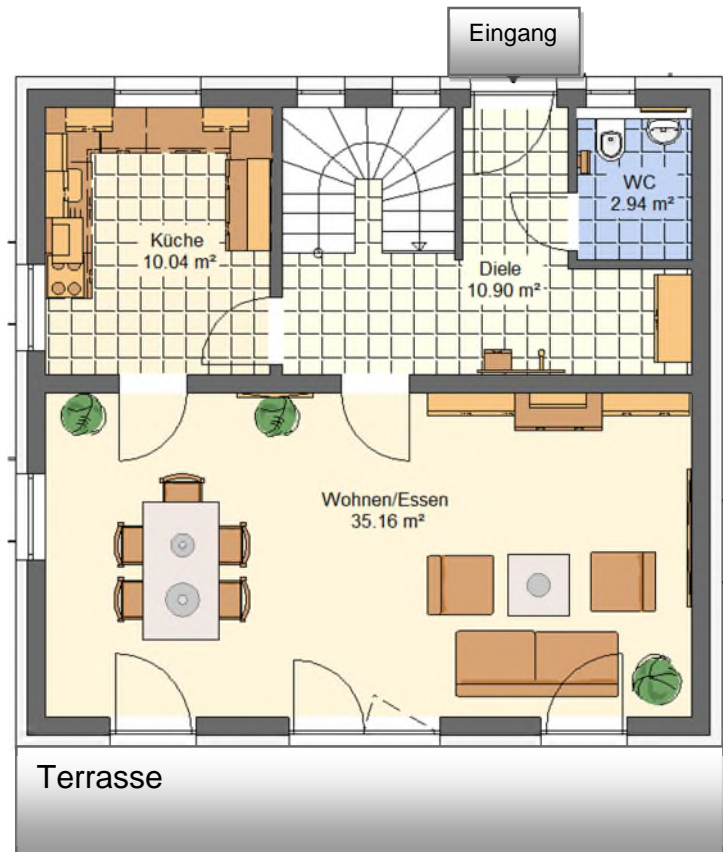 Eingang
WC
2.94 m²
Küche
10.04 m²
Diele
10.90 m²
Wohnen/Essen
35.16 m²
Terrasse